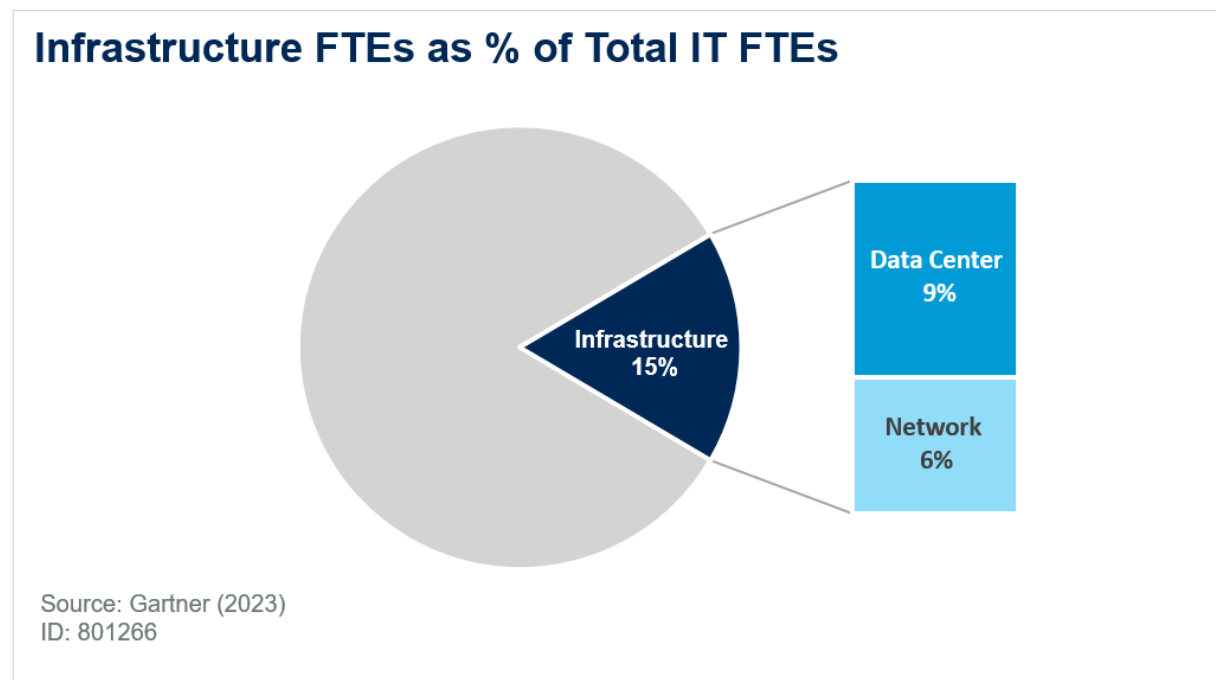 Infrastructure FTEs as % of Total IT FTEs
Infrastructure
15%
Data Center
9%
Network
6%
Source: Gartner (2023)
ID: 801266